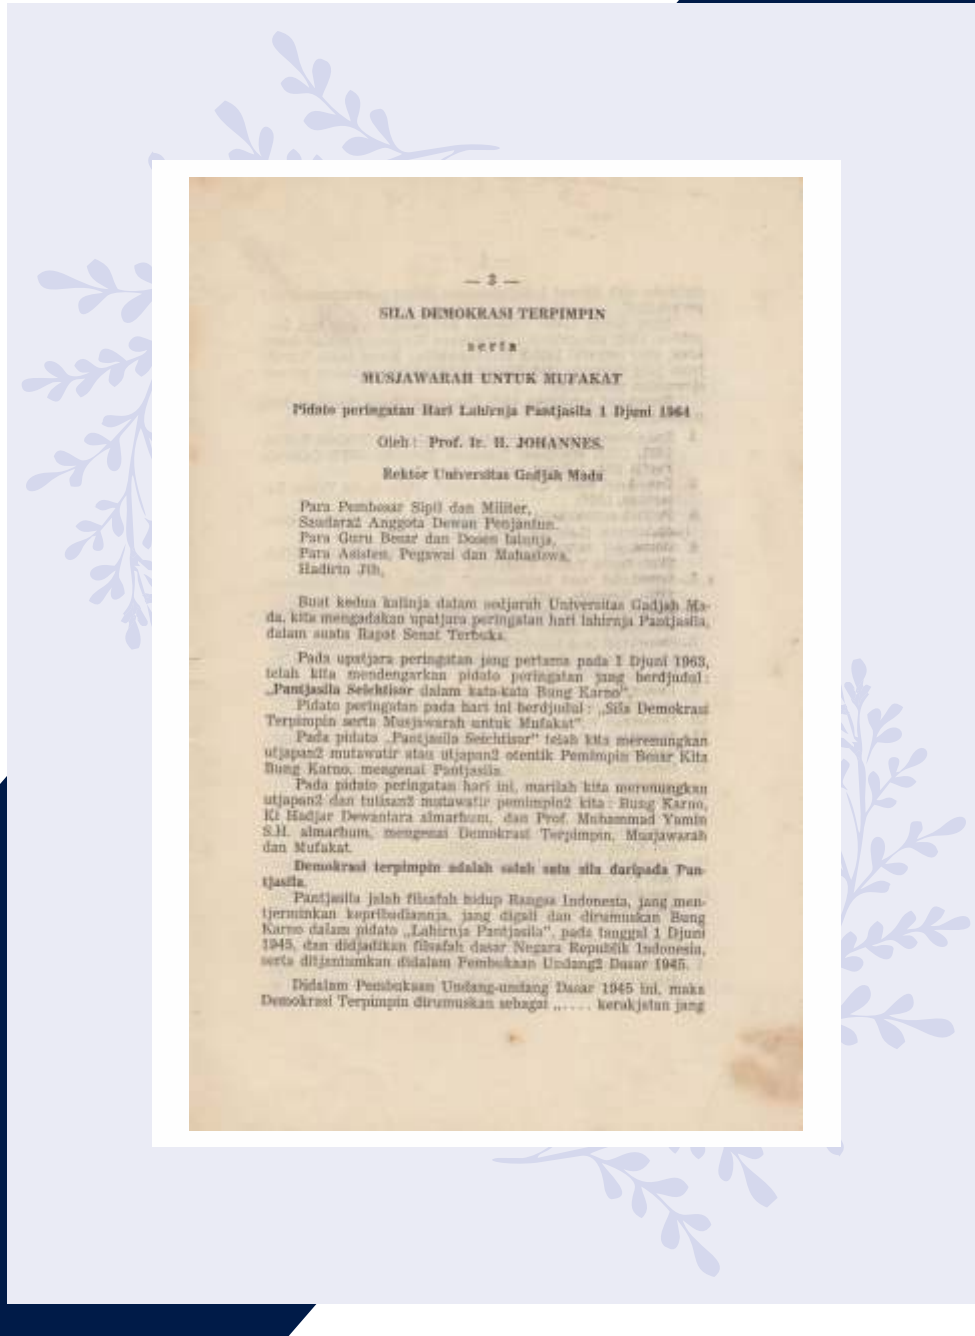 — 3 —
SILA DEMOKRASI TERPIMPIN
serta
MUSJAWARAH UNTUK MUFAKAT
Pidato peringatan Hari Lahirnja Pantjasila 1 Djuni 1964
Oleh : Prof. Ir. H. JOHANNES.
Rektor Universitas Gadjah Mada
Para Pembesar Sipil dan Militer,
Saudara2 Anggota Dewan Penjantun,
Para Guru Besar dan Dosen lainnja,
Para Asisten, Pegawai dan Mahasiswa,
Hadirin Jth,
Buat kedua kalinja dalam sedjarah Universitas Gadjah Ma-
da, kita mengadakan upatjara peringatan hari lahirnja Pantjasila,
dalam suatu Rapat Senat Terbuka.
Pada upatjara peringatan jang pertama pada 1 Djuni 1963,
telah kita mendengarkan pidato peringatan jang berdjudul :
„Pantjasila Seichtisar dalam kata-kata Bung Karno".
Pidato peringatan pada hari ini berdjudul : „Sila Demokrasi
Terpimpin serta Musjawarah untuk Mufakat"
Pada pidato „Pantjasila Seichtisar" telah kita merenungkan
utjapan2 mutawatir atau utjapan2 otentik Pemimpin Besar Kita
Bung Karno, mengenai Pantjasila.
Pada pidato peringatan hari ini, marilah kita merenungkan
utjapan2 dan tulisan2 mutawatir pemimpin2 kita : Bung Karno,
Ki Hadjar Dewantara almarhum, dan Prof. Muhammad Yamin
S.H. almarhum, mengenai Demokrasi Terpimpin, Musjawarah
dan Mufakat.
Demokrasi terpimpin adalah salah satu sila daripada Pan-
tjasila.
Pantjasila jalah filsafah hidup Bangsa Indonesia, jang men-
tjerminkan kepribadiannja, jang digali dan dirumuskan Bung
Karno dalam pidato „Lahirnja Pantjasila", pada tanggal 1 Djuni
1945, dan didjadikan filsafah dasar Negara Republik Indonesia,
serta ditjantumkan didalam Pembukaan Undang2 Dasar 1945.
Didalam Pembukaan Undang-undang Dasar 1945 ini, maka
Demokrasi Terpimpin dirumuskan sebagai „.... kerakjatan jang